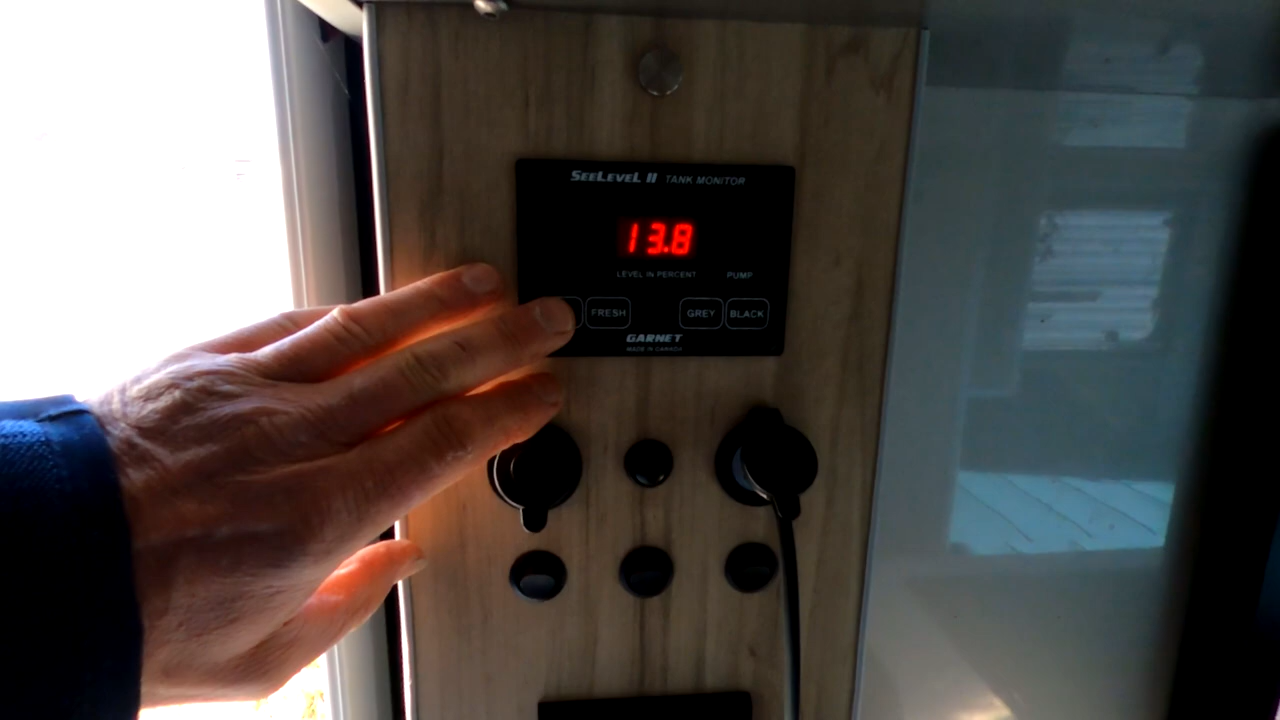 SEELEVEL II TANK MONITOR
13.8
LEVEL IN PERCENT PUMP
FRESH GREY BLACK
GARNET
MADE IN CANADA